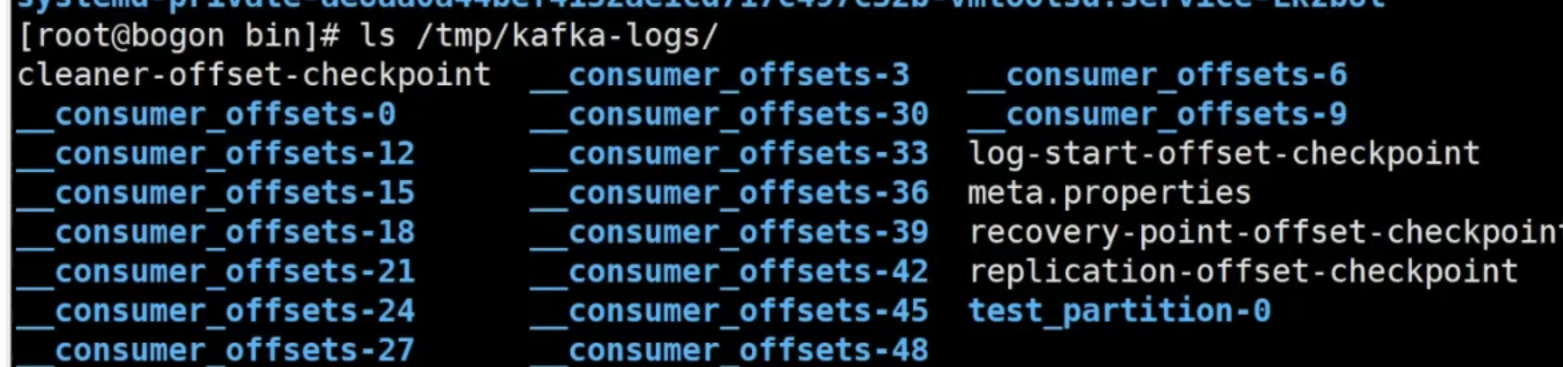 [root@bogon bin]# ls /tmp/kafka-logs/
cleaner-offset-checkpoint __consumer_offsets-3 __consumer_offsets-6
__consumer_offsets-0 __consumer_offsets-30 __consumer_offsets-9
__consumer_offsets-12 __consumer_offsets-33 log-start-offset-checkpoint
__consumer_offsets-15 __consumer_offsets-36 meta.properties
__consumer_offsets-18 __consumer_offsets-39 recovery-point-offset-checkpoint
__consumer_offsets-21 __consumer_offsets-42 replication-offset-checkpoint
__consumer_offsets-24 __consumer_offsets-45 test_partition-0
__consumer_offsets-27 __consumer_offsets-48